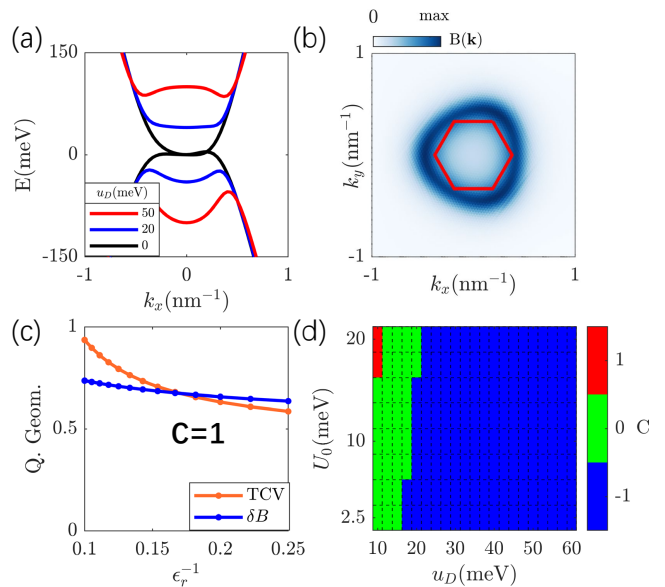 (a)
150
0
-150
E(meV)
u_D(meV)
50
20
0
-1
0
1
k_x(nm⁻¹)
(b)
0
max
B(k)
1
-1
k_y(nm⁻¹)
-1
1
k_x(nm⁻¹)
(c)
1
0.5
0
Q. Geom.
C=1
TCV
δB
0.1
0.15
0.2
0.25
ϵ_r⁻¹
(d)
20
10
2.5
U_0(meV)
10
20
30
40
50
60
u_D(meV)
1
0
-1
C